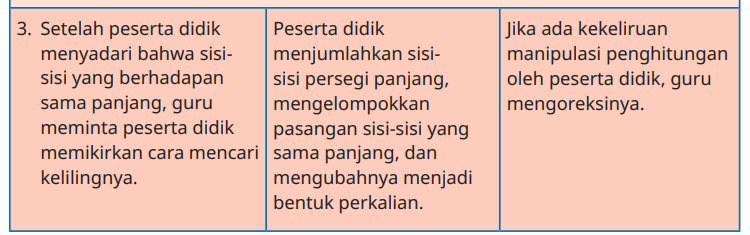 3. Setelah peserta didik
menyadari bahwa sisi-
sisi yang berhadapan
sama panjang, guru
meminta peserta didik
memikirkan cara mencari
kelilingnya.
Peserta didik
menjumlahkan sisi-
sisi persegi panjang,
mengelompokkan
pasangan sisi-sisi yang
sama panjang, dan
mengubahnya menjadi
bentuk perkalian.
Jika ada kekeliruan
manipulasi penghitungan
oleh peserta didik, guru
mengoreksinya.